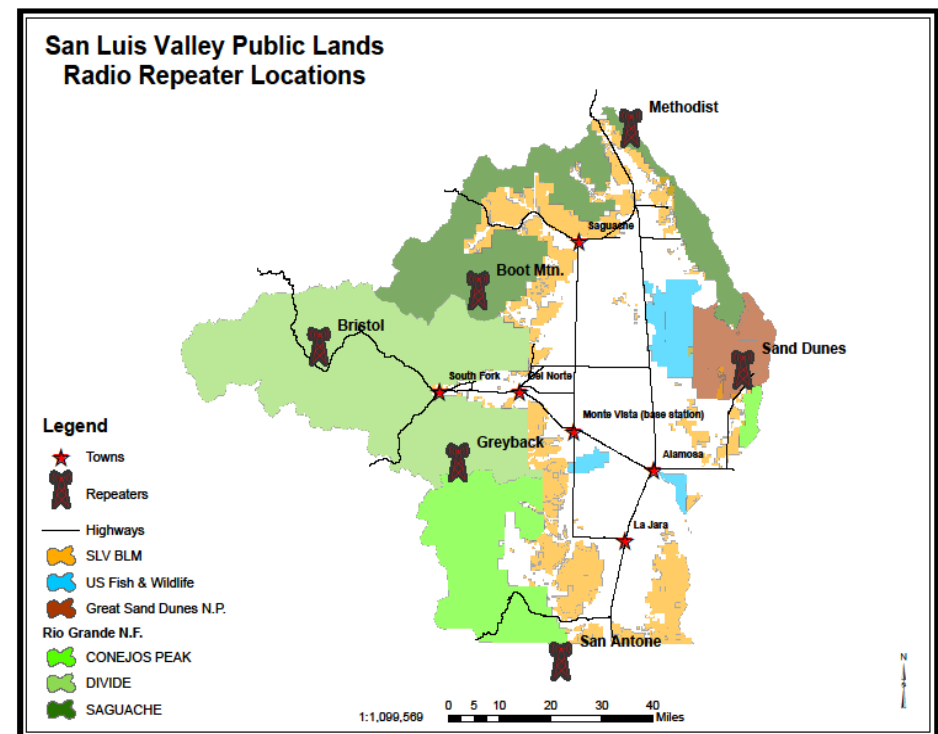 San Luis Valley Public Lands
Radio Repeater Locations
Methodist
Saguache
Boot Mtn.
Bristol
Sand Dunes
South Fork
Del Norte
Monte Vista (base station)
Greyback
Alamosa
La Jara
San Antone
Legend
Towns
Repeaters
Highways
SLV BLM
US Fish & Wildlife
Great Sand Dunes N.P.
Rio Grande N.F.
CONEJOS PEAK
DIVIDE
SAGUACHE
1:1,099,569
0 5 10 20 30 40
Miles
N